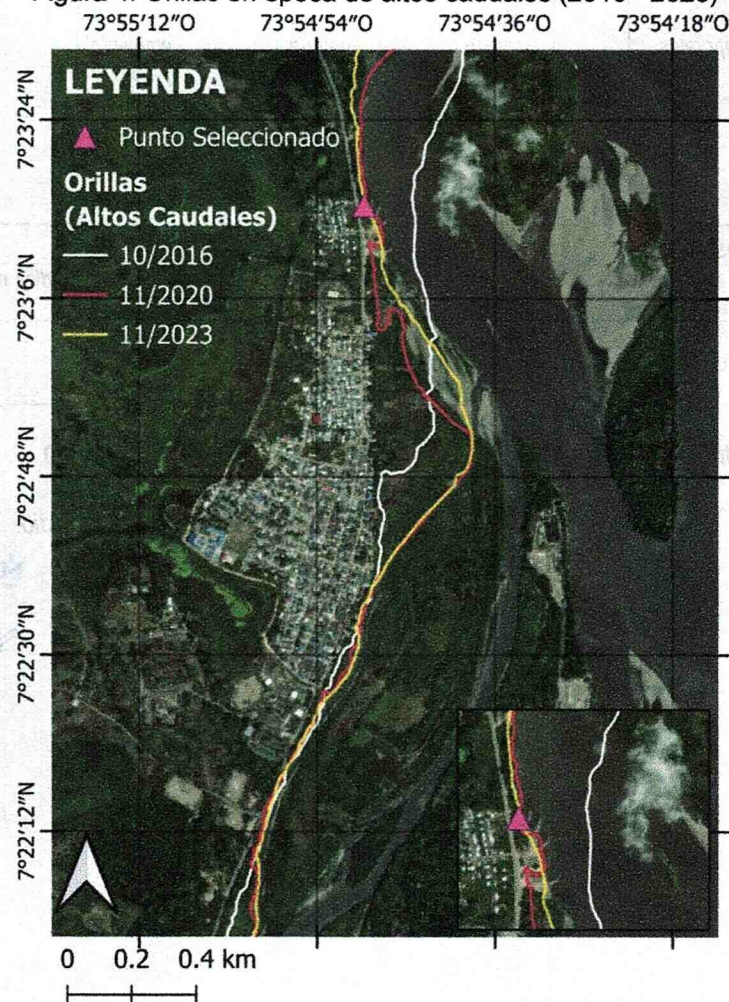 73°55′12″O 73°54′54″O 73°54′36″O 73°54′18″O
LEYENDA
Punto Seleccionado
Orillas
(Altos Caudales)
10/2016
11/2020
11/2023
7°23′24″N
7°23′6″N
7°22′48″N
7°22′30″N
7°22′12″N
0 0.2 0.4 km